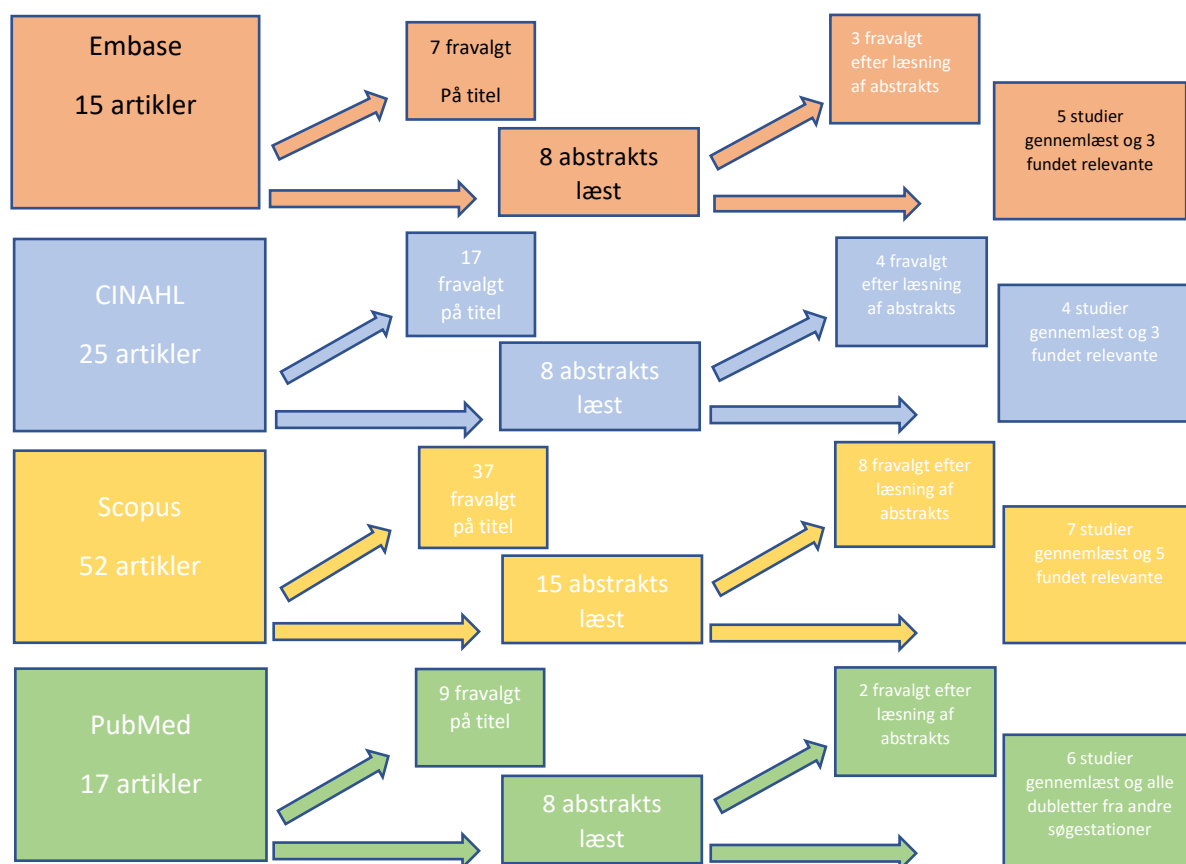 Embase
15 artikler
7 fravalgt
På titel
8 abstrakts
læst
3 fravalgt
efter læsning
af abstrakts
5 studier
gennemlæst og 3
fundet relevante
CINAHL
25 artikler
17
fravalgt
på titel
8 abstrakts
læst
4 fravalgt
efter læsning
af abstrakts
4 studier
gennemlæst og 3
fundet relevante
Scopus
52 artikler
37
fravalgt
på titel
15 abstrakts
læst
8 fravalgt efter
læsning af
abstrakts
7 studier
gennemlæst og 5
fundet relevante
PubMed
17 artikler
9 fravalgt
på titel
8 abstrakts
læst
2 fravalgt efter
læsning af
abstrakts
6 studier
gennemlæst og alle
dubletter fra andre
søgestationer